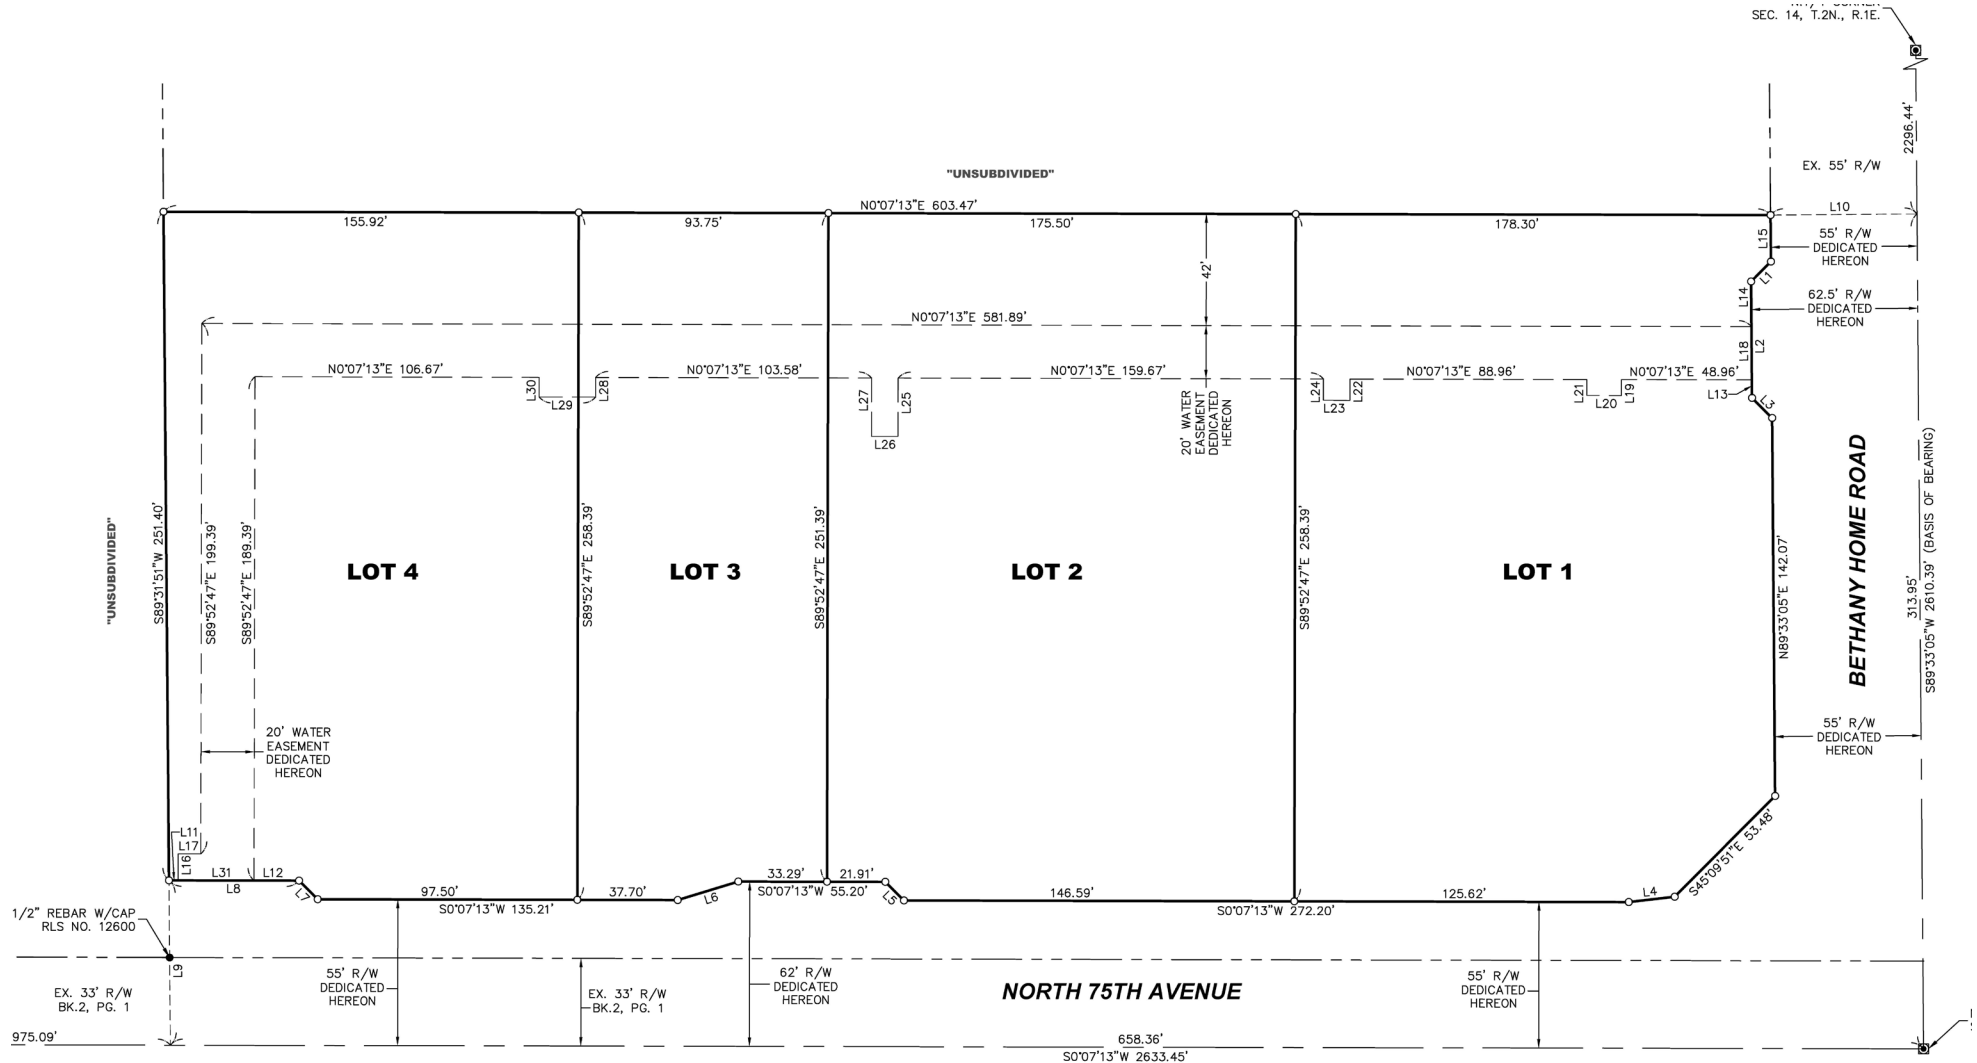 SEC. 14, T.2N., R.1E.
2296.44'
EX. 55' R/W
"UNSUBDIVIDED"
N0°07'13"E 603.47'
155.92'
93.75'
175.50'
178.30'
L10
L15
55' R/W
DEDICATED
HEREON
L1
42'
L14
62.5' R/W
DEDICATED
HEREON
N0°07'13"E 581.89'
L18
L2
N0°07'13"E 106.67'
L30
L29
L28
N0°07'13"E 103.58'
L27
L26
L25
N0°07'13"E 159.67'
20' WATER
EASEMENT
DEDICATED
HEREON
L24
L23
L22
N0°07'13"E 88.96'
L21
L20
L19
N0°07'13"E 48.96'
L13
L3
"UNSUBDIVIDED"
S89°31'51"W 251.40'
S89°52'47"E 199.39'
S89°52'47"E 189.39'
LOT 4
S89°52'47"E 258.39'
LOT 3
S89°52'47"E 251.39'
LOT 2
S89°52'47"E 258.39'
LOT 1
N89°33'05"E 142.07'
BETHANY HOME ROAD
313.95'
S89°33'05"W 2610.39' (BASIS OF BEARING)
20' WATER
EASEMENT
DEDICATED
HEREON
55' R/W
DEDICATED
HEREON
L11
L17
L16
L31
L12
L8
L7
97.50'
S0°07'13"W 135.21'
37.70'
L6
33.29'
21.91'
S0°07'13"W 55.20'
L5
146.59'
S0°07'13"W 272.20'
125.62'
L4
S45°09'51"E 53.48'
1/2" REBAR W/CAP
RLS NO. 12600
L9
EX. 33' R/W
BK.2, PG. 1
55' R/W
DEDICATED
HEREON
EX. 33' R/W
BK.2, PG. 1
62' R/W
DEDICATED
HEREON
NORTH 75TH AVENUE
55' R/W
DEDICATED
HEREON
975.09'
658.36'
S0°07'13"W 2633.45'